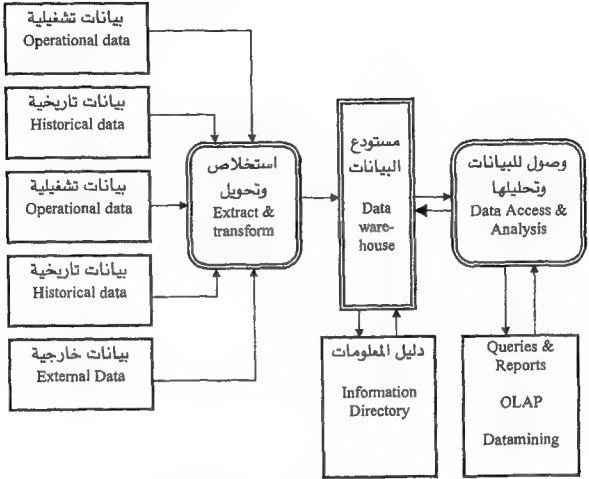 بيانات تشغيلية
Operational data
بيانات تاريخية
Historical data
بيانات تشغيلية
Operational data
بيانات تاريخية
Historical data
بيانات خارجية
External Data
استخلاص
وتحويل
Extract &
transform
مستودع
البيانات
Data
ware-
house
وصول للبيانات
وتحليلها
Data Access &
Analysis
دليل المعلومات
Information
Directory
Queries &
Reports
OLAP
Datamining